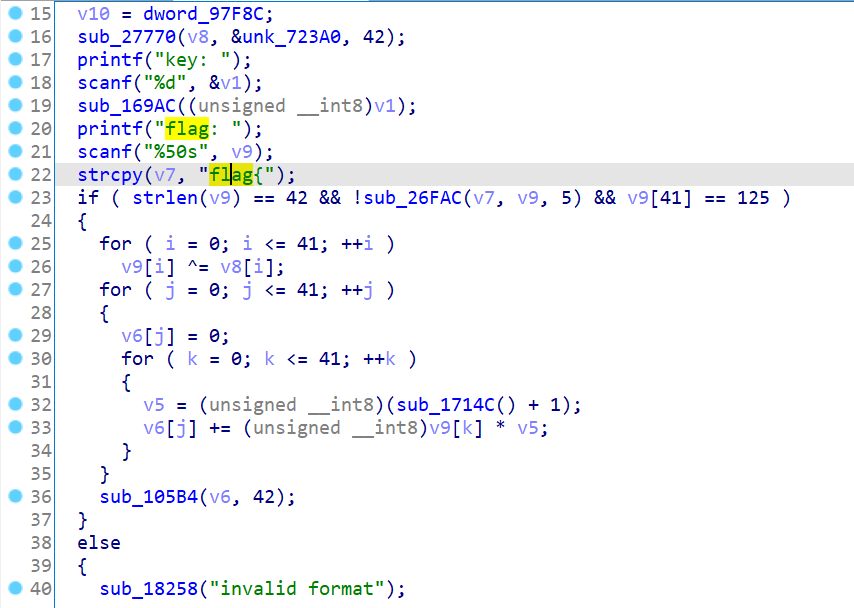 15 v10 = dword_97F8C;
16 sub_27770(v8, &unk_723A0, 42);
17 printf("key: ");
18 scanf("%d", &v1);
19 sub_169AC((unsigned __int8)v1);
20 printf("flag: ");
21 scanf("%50s", v9);
22 strcpy(v7, "flag{");
23 if ( strlen(v9) == 42 && !sub_26FAC(v7, v9, 5) && v9[41] == 125 )
24 {
25 for ( i = 0; i <= 41; ++i )
26 v9[i] ^= v8[i];
27 for ( j = 0; j <= 41; ++j )
28 {
29 v6[j] = 0;
30 for ( k = 0; k <= 41; ++k )
31 {
32 v5 = (unsigned __int8)(sub_1714C() + 1);
33 v6[j] += (unsigned __int8)v9[k] * v5;
34 }
35 }
36 sub_105B4(v6, 42);
37 }
38 else
39 {
40 sub_18258("invalid format");